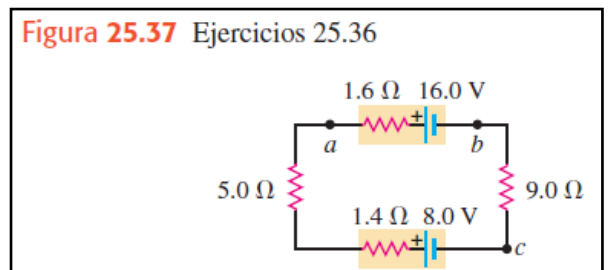 Figura 25.37 Ejercicios 25.36
1.6 Ω 16.0 V
+
a
b
5.0 Ω
9.0 Ω
1.4 Ω 8.0 V
+
c